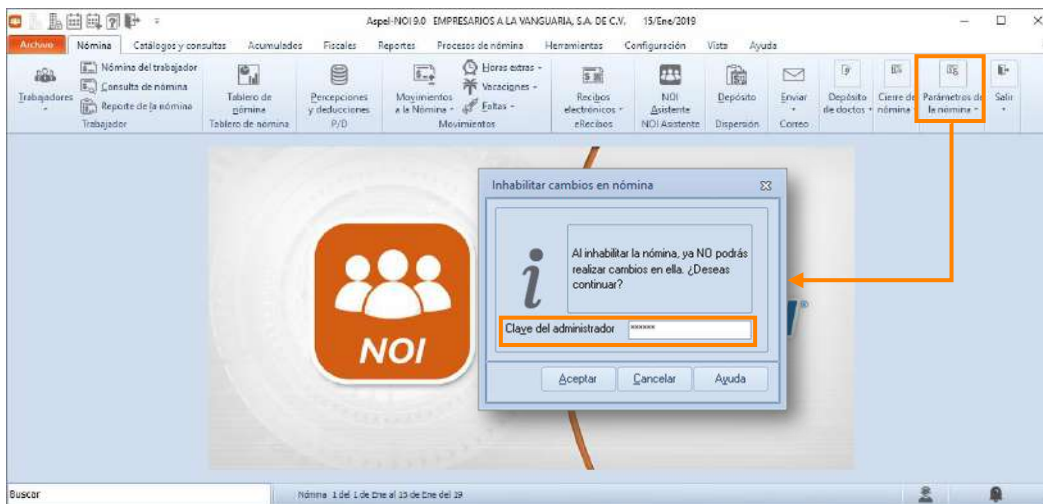 Aspel-NOI 9.0 EMPRESARIOS A LA VANGUARIA, S.A. DE C.V. 15/Ene/2019
Archivo Nómina Catálogos y consultas Acumulados Fiscales Reportes Procesos de nómina Herramientas Configuración Vista Ayuda
Trabajadores
Nómina del trabajador
Consulta de nómina
Reporte de la nómina
Trabajador
Tablero de nómina
Tablero de nómina
Percepciones y deducciones
P/D
Movimientos a la Nómina
Horas extras
Vacaciones
Faltas
Movimientos
Recibos electrónicos
eRecibos
NOI Asistente
NOI Asistente
Depósito
Dispersión
Enviar
Correo
Depósito de doctos
Cierre de nómina
Parámetros de la nómina
Salir
Inhabilitar cambios en nómina
Al inhabilitar la nómina, ya NO podrás
realizar cambios en ella. ¿Deseas
continuar?
Clave del administrador ******
Aceptar Cancelar Ayuda
NOI
®
Buscar
Nómina 1 del 1 de Ene al 15 de Ene del 19